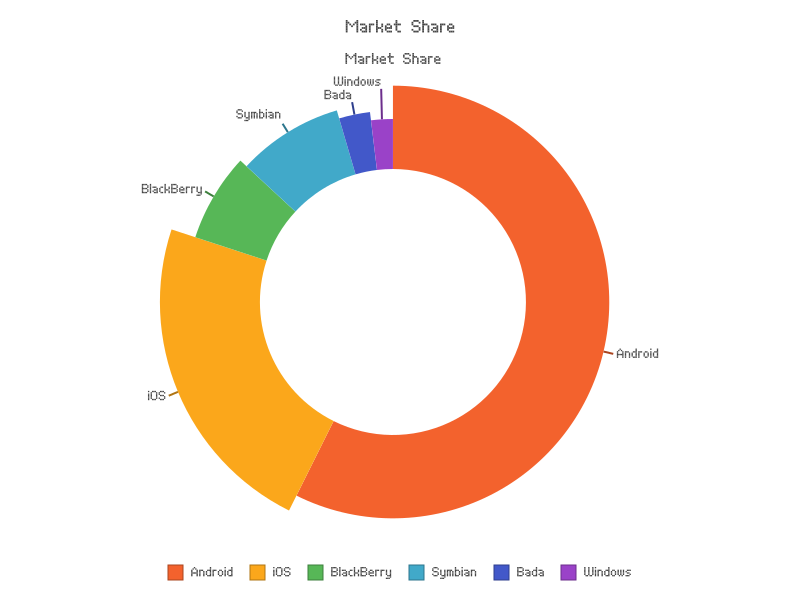 Market Share
Market Share
Windows
Bada
Symbian
BlackBerry
Android
iOS
Android iOS BlackBerry Symbian Bada Windows